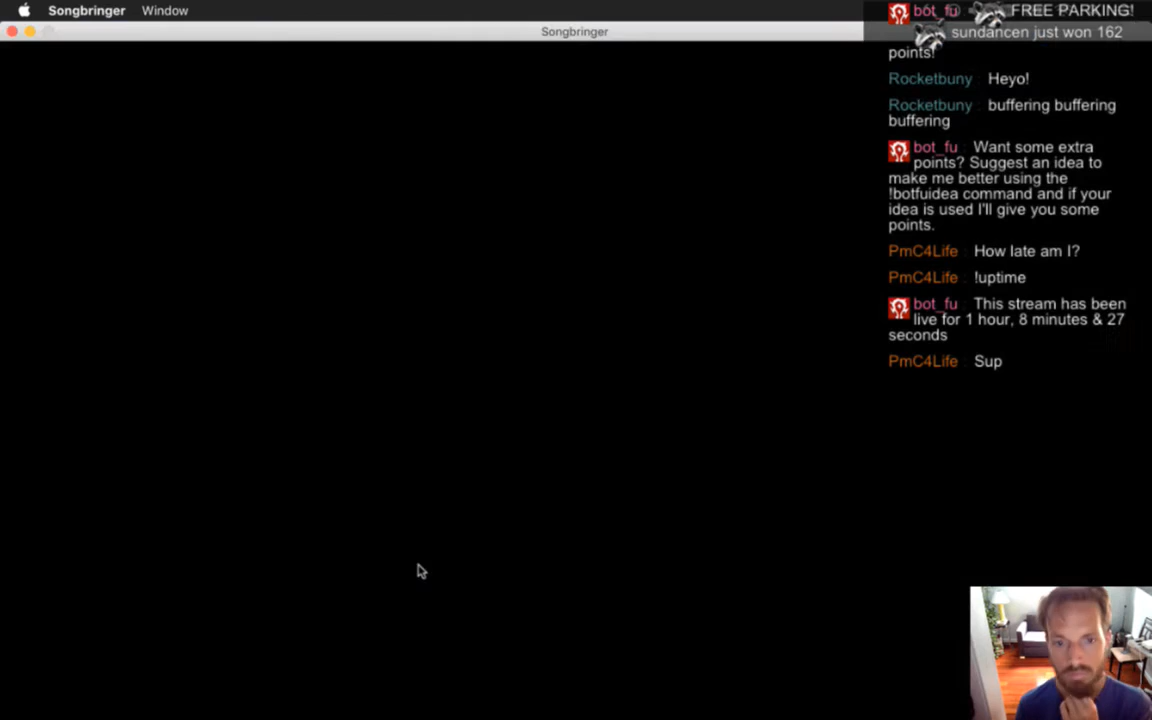 Songbringer Window
Songbringer
bot_fu FREE PARKING!
sundancen just won 162
points!
Rocketbuny Heyo!
Rocketbuny buffering buffering
buffering
bot_fu Want some extra
points? Suggest an idea to
make me better using the
!botfuidea command and if your
idea is used I'll give you some
points.
PmC4Life How late am I?
PmC4Life !uptime
bot_fu This stream has been
live for 1 hour, 8 minutes & 27
seconds
PmC4Life Sup